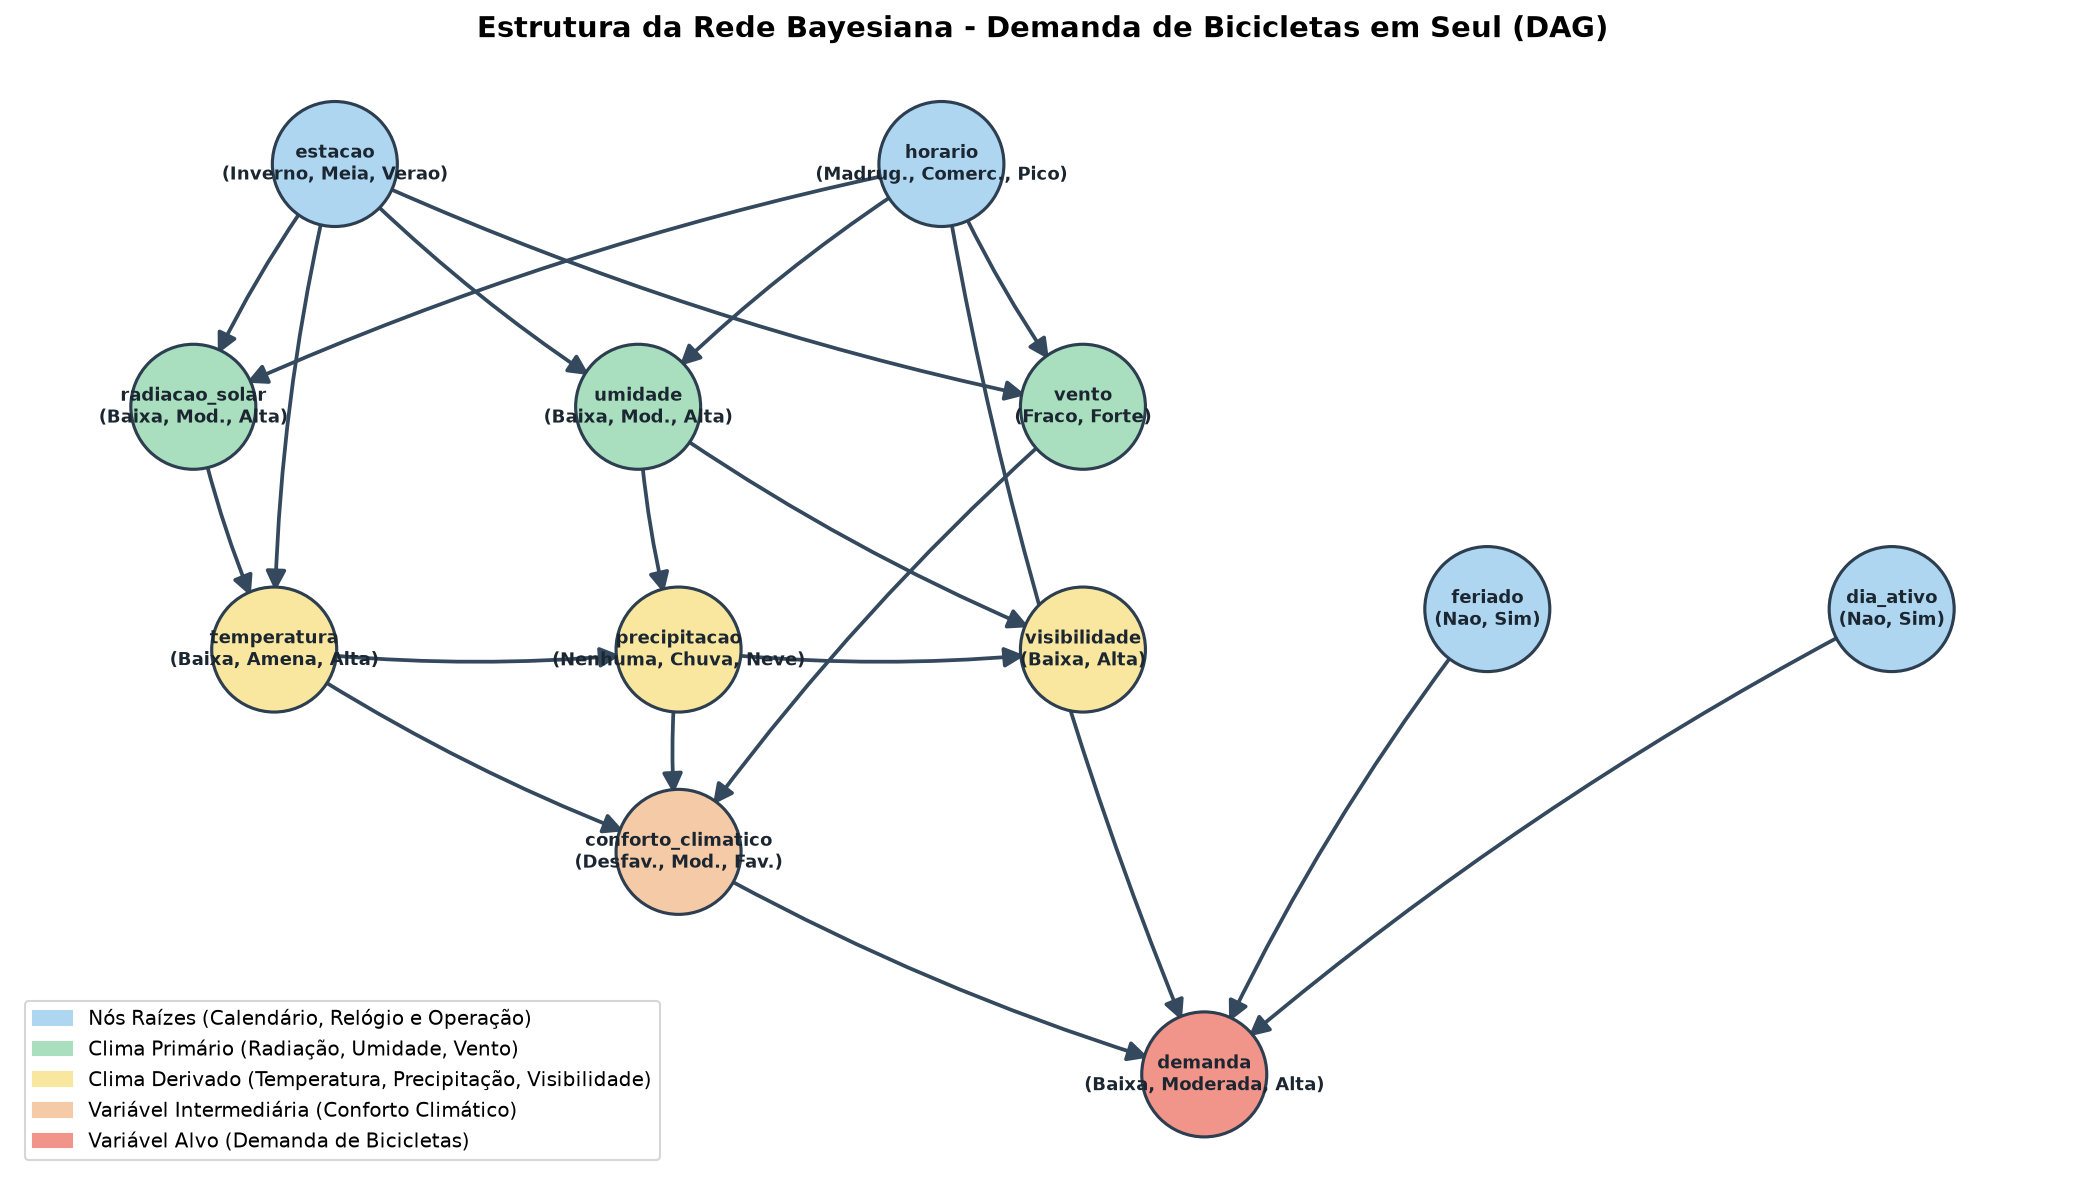 Estrutura da Rede Bayesiana - Demanda de Bicicletas em Seul (DAG)
estacao
(Inverno, Meia, Verao)
horario
(Madrug., Comerc., Pico)
radiacao_solar
(Baixa, Mod., Alta)
umidade
(Baixa, Mod., Alta)
vento
(Fraco, Forte)
feriado
(Nao, Sim)
dia_ativo
(Nao, Sim)
temperatura
(Baixa, Amena, Alta)
precipitacao
(Nenhuma, Chuva, Neve)
visibilidade
(Baixa, Alta)
conforto_climatico
(Desfav., Mod., Fav.)
demanda
(Baixa, Moderada, Alta)
Nós Raízes (Calendário, Relógio e Operação)
Clima Primário (Radiação, Umidade, Vento)
Clima Derivado (Temperatura, Precipitação, Visibilidade)
Variável Intermediária (Conforto Climático)
Variável Alvo (Demanda de Bicicletas)